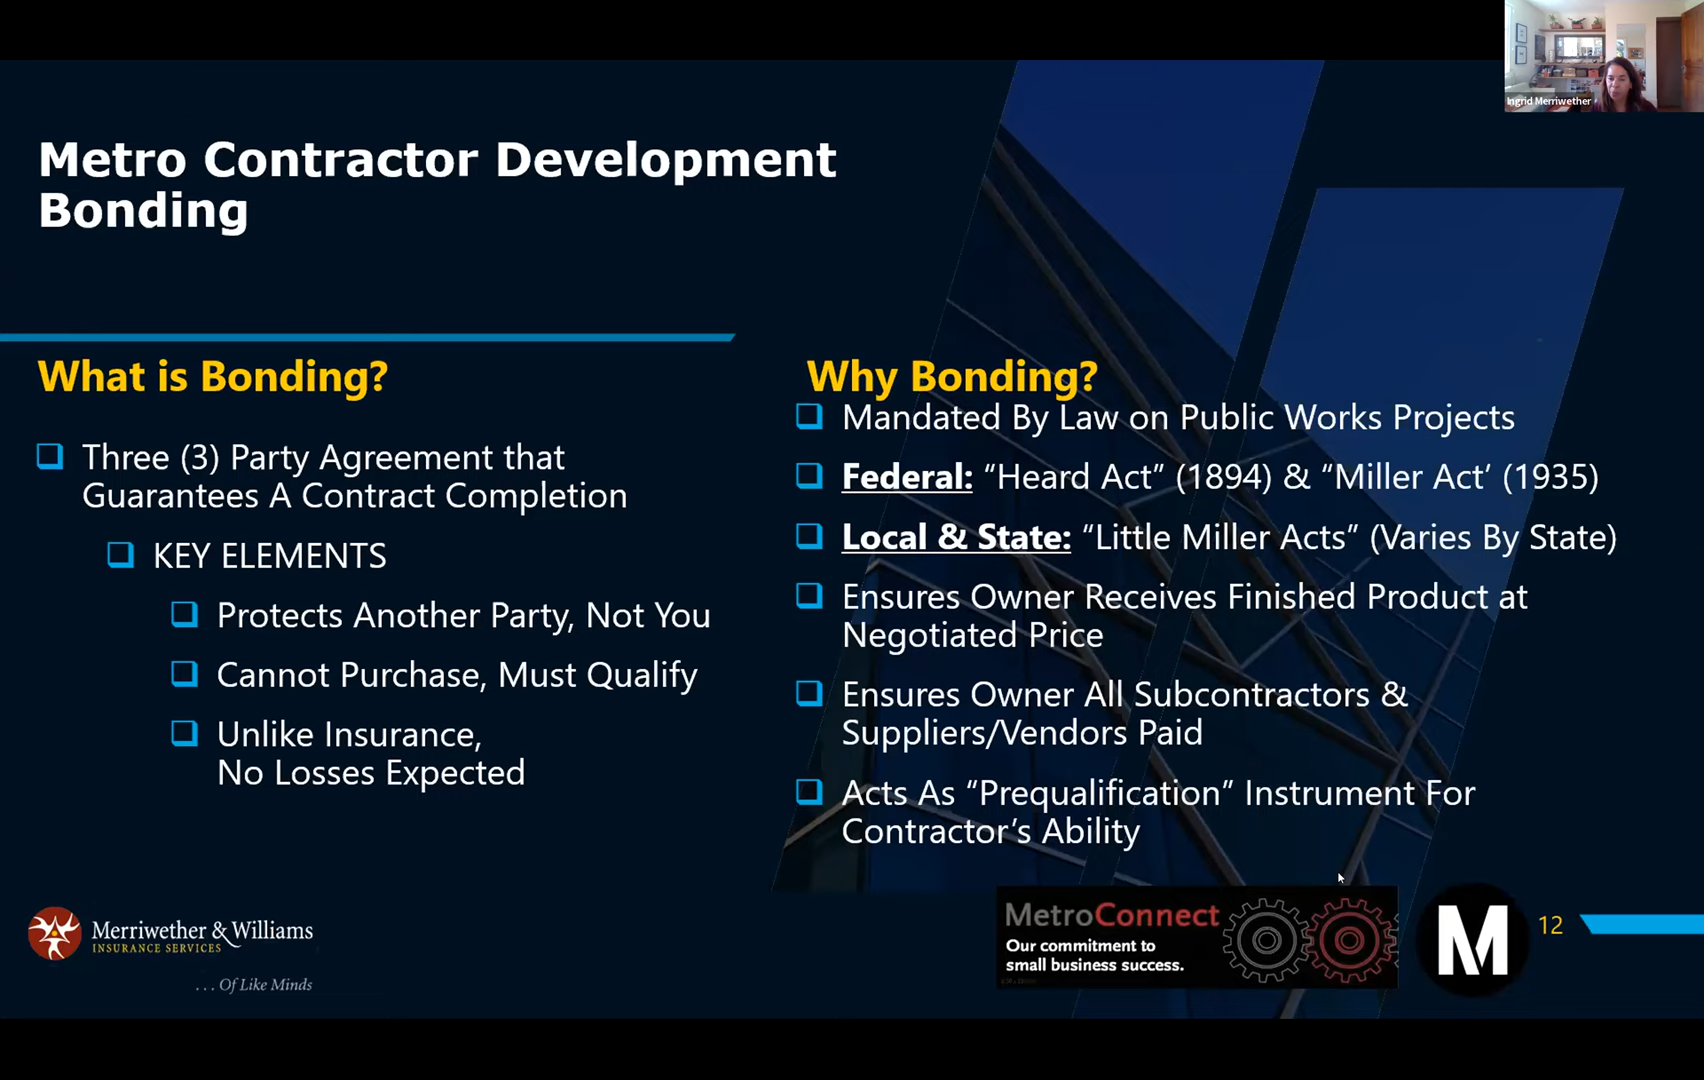 Ingrid Merriwether
Metro Contractor Development
Bonding
What is Bonding?
Three (3) Party Agreement that
Guarantees A Contract Completion
KEY ELEMENTS
Protects Another Party, Not You
Cannot Purchase, Must Qualify
Unlike Insurance,
No Losses Expected
Why Bonding?
Mandated By Law on Public Works Projects
Federal: “Heard Act” (1894) & “Miller Act’ (1935)
Local & State: “Little Miller Acts” (Varies By State)
Ensures Owner Receives Finished Product at
Negotiated Price
Ensures Owner All Subcontractors &
Suppliers/Vendors Paid
Acts As “Prequalification” Instrument For
Contractor’s Ability
Merriwether & Williams
INSURANCE SERVICES
. . . Of Like Minds
MetroConnect
Our commitment to
small business success.
M
12